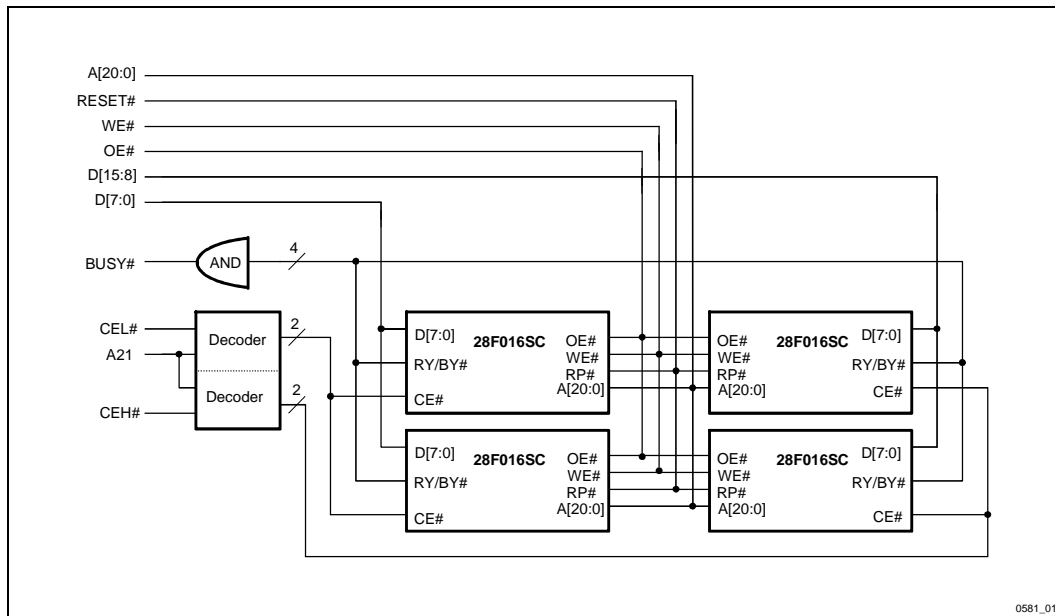 A[20:0]
RESET#
WE#
OE#
D[15:8]
D[7:0]
BUSY#
AND
4
CEL#
A21
CEH#
Decoder
Decoder
2
2
D[7:0]
RY/BY#
CE#
28F016SC
OE#
WE#
RP#
A[20:0]
OE#
WE#
RP#
A[20:0]
28F016SC
D[7:0]
RY/BY#
CE#
D[7:0]
RY/BY#
CE#
28F016SC
OE#
WE#
RP#
A[20:0]
OE#
WE#
RP#
A[20:0]
28F016SC
D[7:0]
RY/BY#
CE#
0581_01